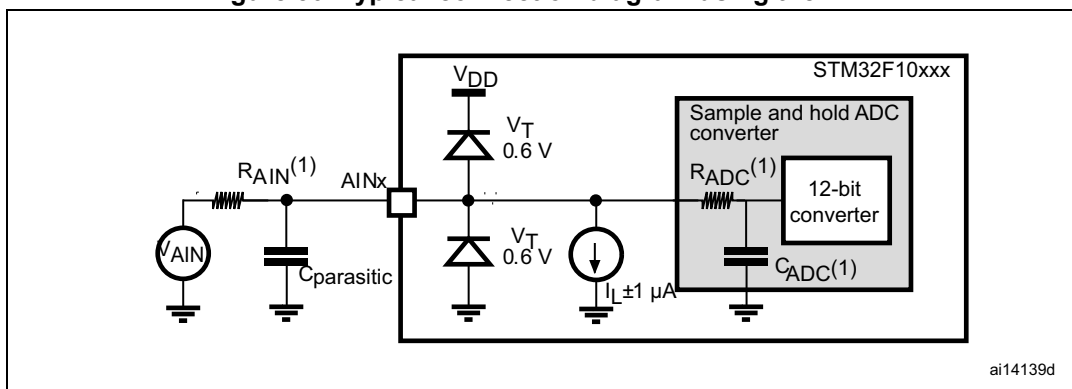 STM32F10xxx
VDD
Sample and hold ADC
converter
VT
0.6 V
RAIN(1)
AINx
RADC(1)
12-bit
converter
VAIN
Cparasitic
VT
0.6 V
IL±1 µA
CADC(1)
ai14139d